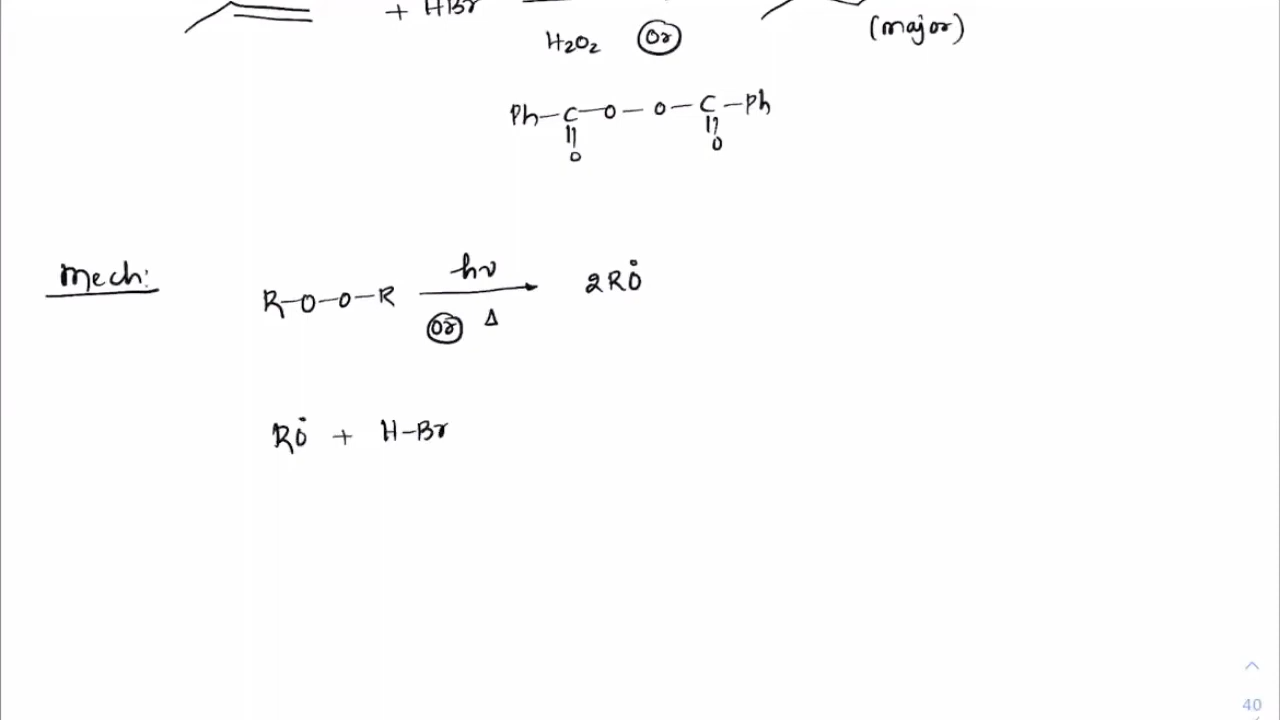 + HBr
H2O2 Or (major)
Ph-C-O-O-C-Ph
|| ||
O O
Mech:
hν
R-O-O-R → 2RȮ
Or Δ
RȮ + H-Br
40